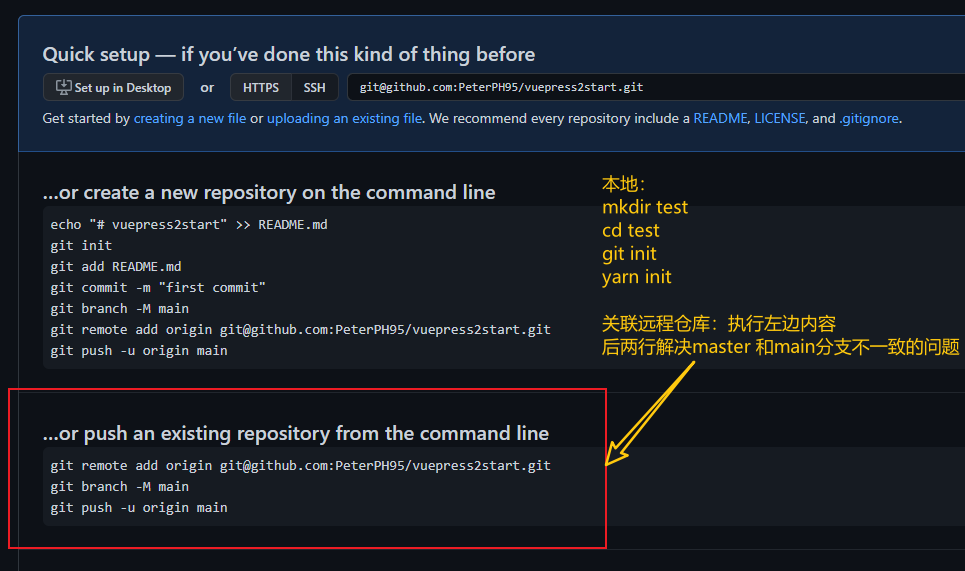 Quick setup — if you’ve done this kind of thing before
Set up in Desktop or HTTPS SSH git@github.com:PeterPH95/vuepress2start.git
Get started by creating a new file or uploading an existing file. We recommend every repository include a README, LICENSE, and .gitignore.
…or create a new repository on the command line
echo "# vuepress2start" >> README.md
git init
git add README.md
git commit -m "first commit"
git branch -M main
git remote add origin git@github.com:PeterPH95/vuepress2start.git
git push -u origin main
本地：
mkdir test
cd test
git init
yarn init
关联远程仓库：执行左边内容
后两行解决master 和main分支不一致的问题
…or push an existing repository from the command line
git remote add origin git@github.com:PeterPH95/vuepress2start.git
git branch -M main
git push -u origin main